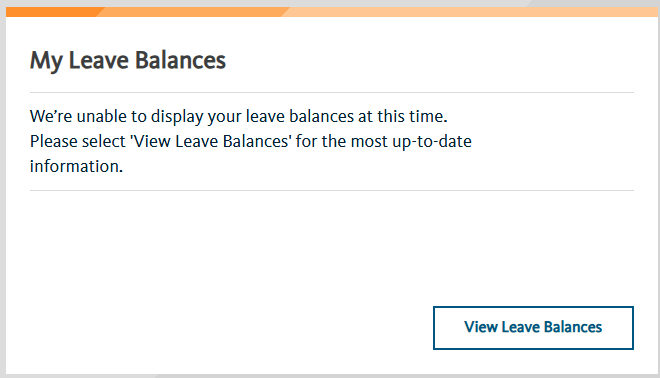 My Leave Balances
We’re unable to display your leave balances at this time.
Please select 'View Leave Balances' for the most up-to-date
information.
View Leave Balances